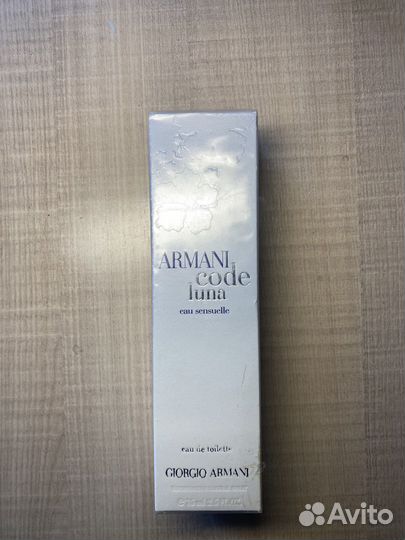 ARMANI
code
luna
eau sensuelle
eau de toilette
GIORGIO ARMANI
Avito